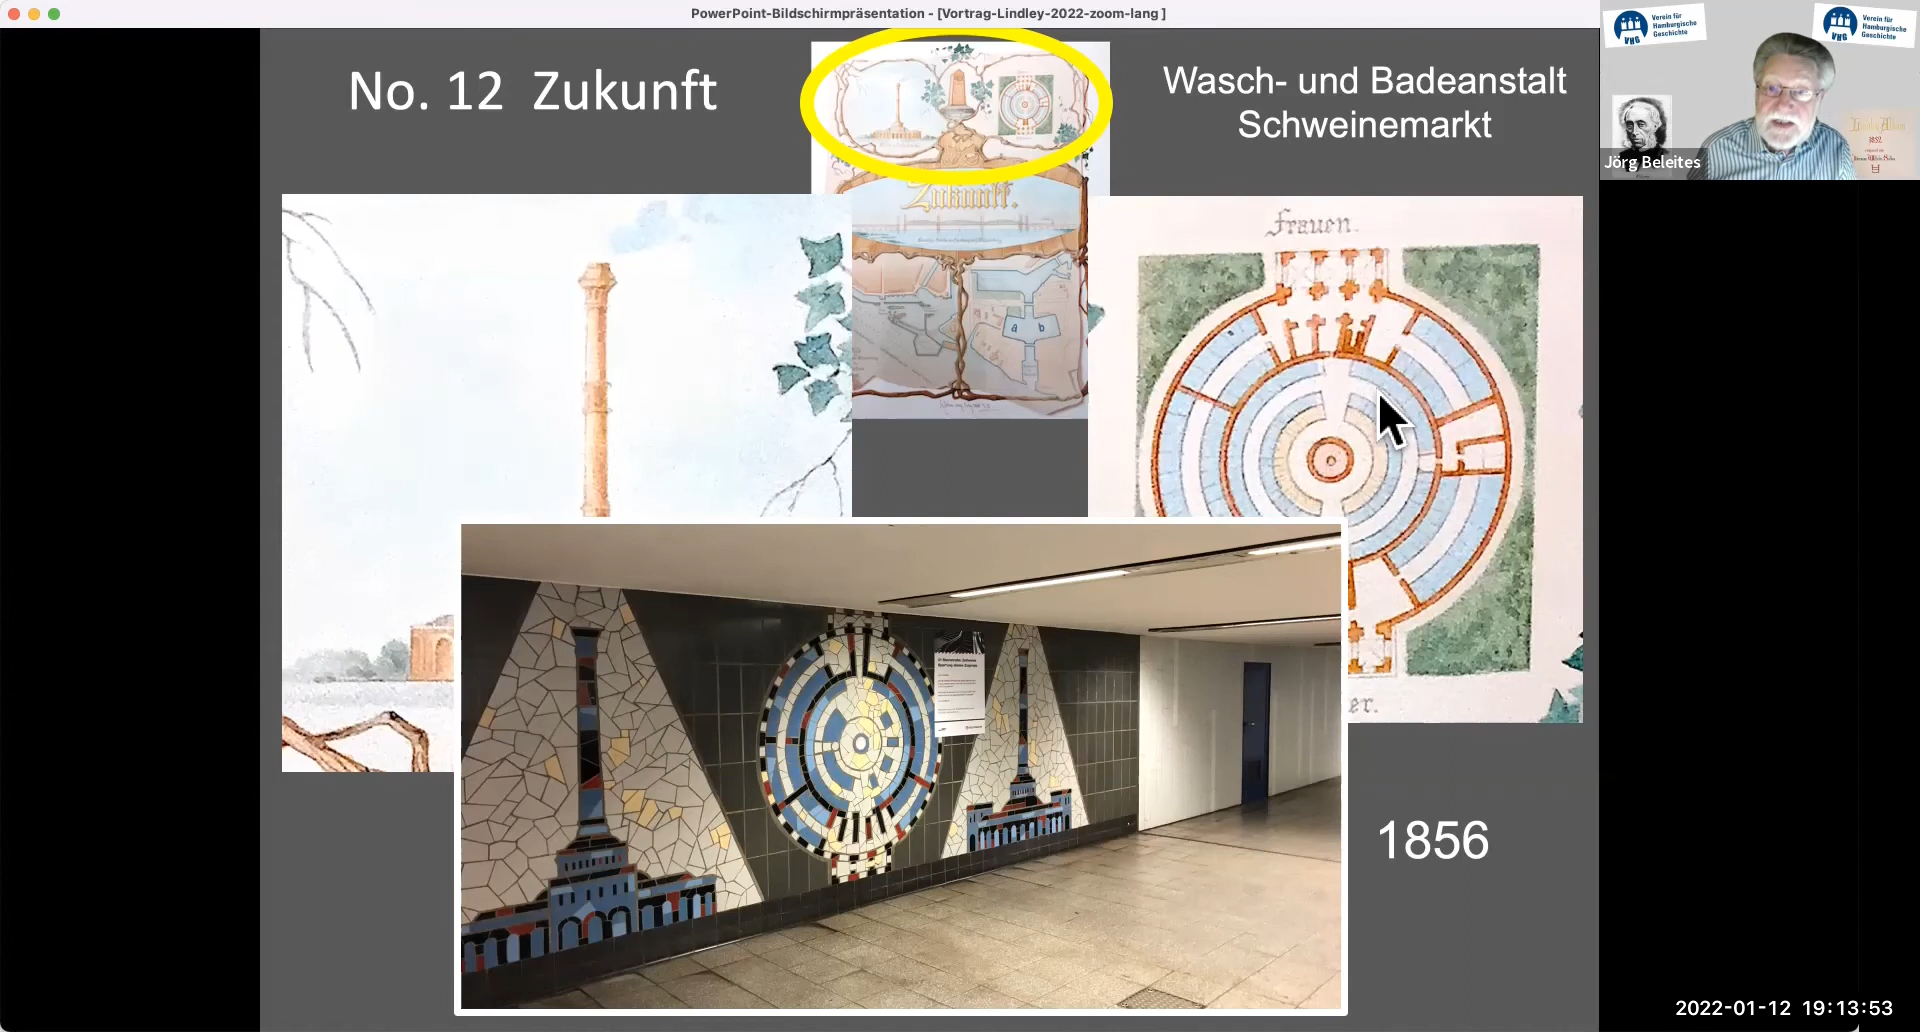 PowerPoint-Bildschirmpräsentation - [Vortrag-Lindley-2022-zoom-lang ]
No. 12 Zukunft
Wasch- und Badeanstalt
Schweinemarkt
Zukunft.
a b
Frauen.
er.
1856
Verein für
Hamburgische
Geschichte
VHG
Verein für
Hamburgische
Geschichte
VHG
1852
Jörg Beleites
2022-01-12 19:13:53